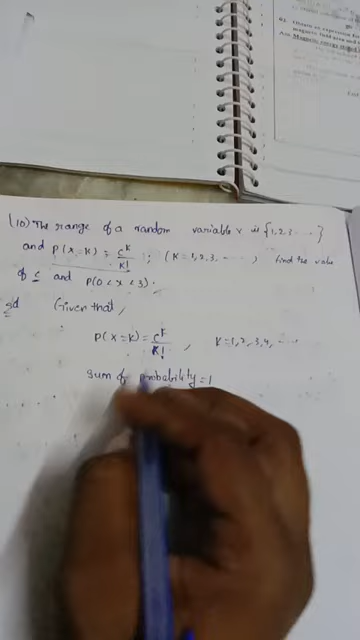 (10) The range of a random variable x is {1,2,3 ....}
and P(X=K) = c^k/K! ; (K=1,2,3, .... ) find the value
of c and P(0<x<3).
Sol Given that,
P(X=K) = c^k/K! , K=1,2,3,4, ....
Sum of probability = 1